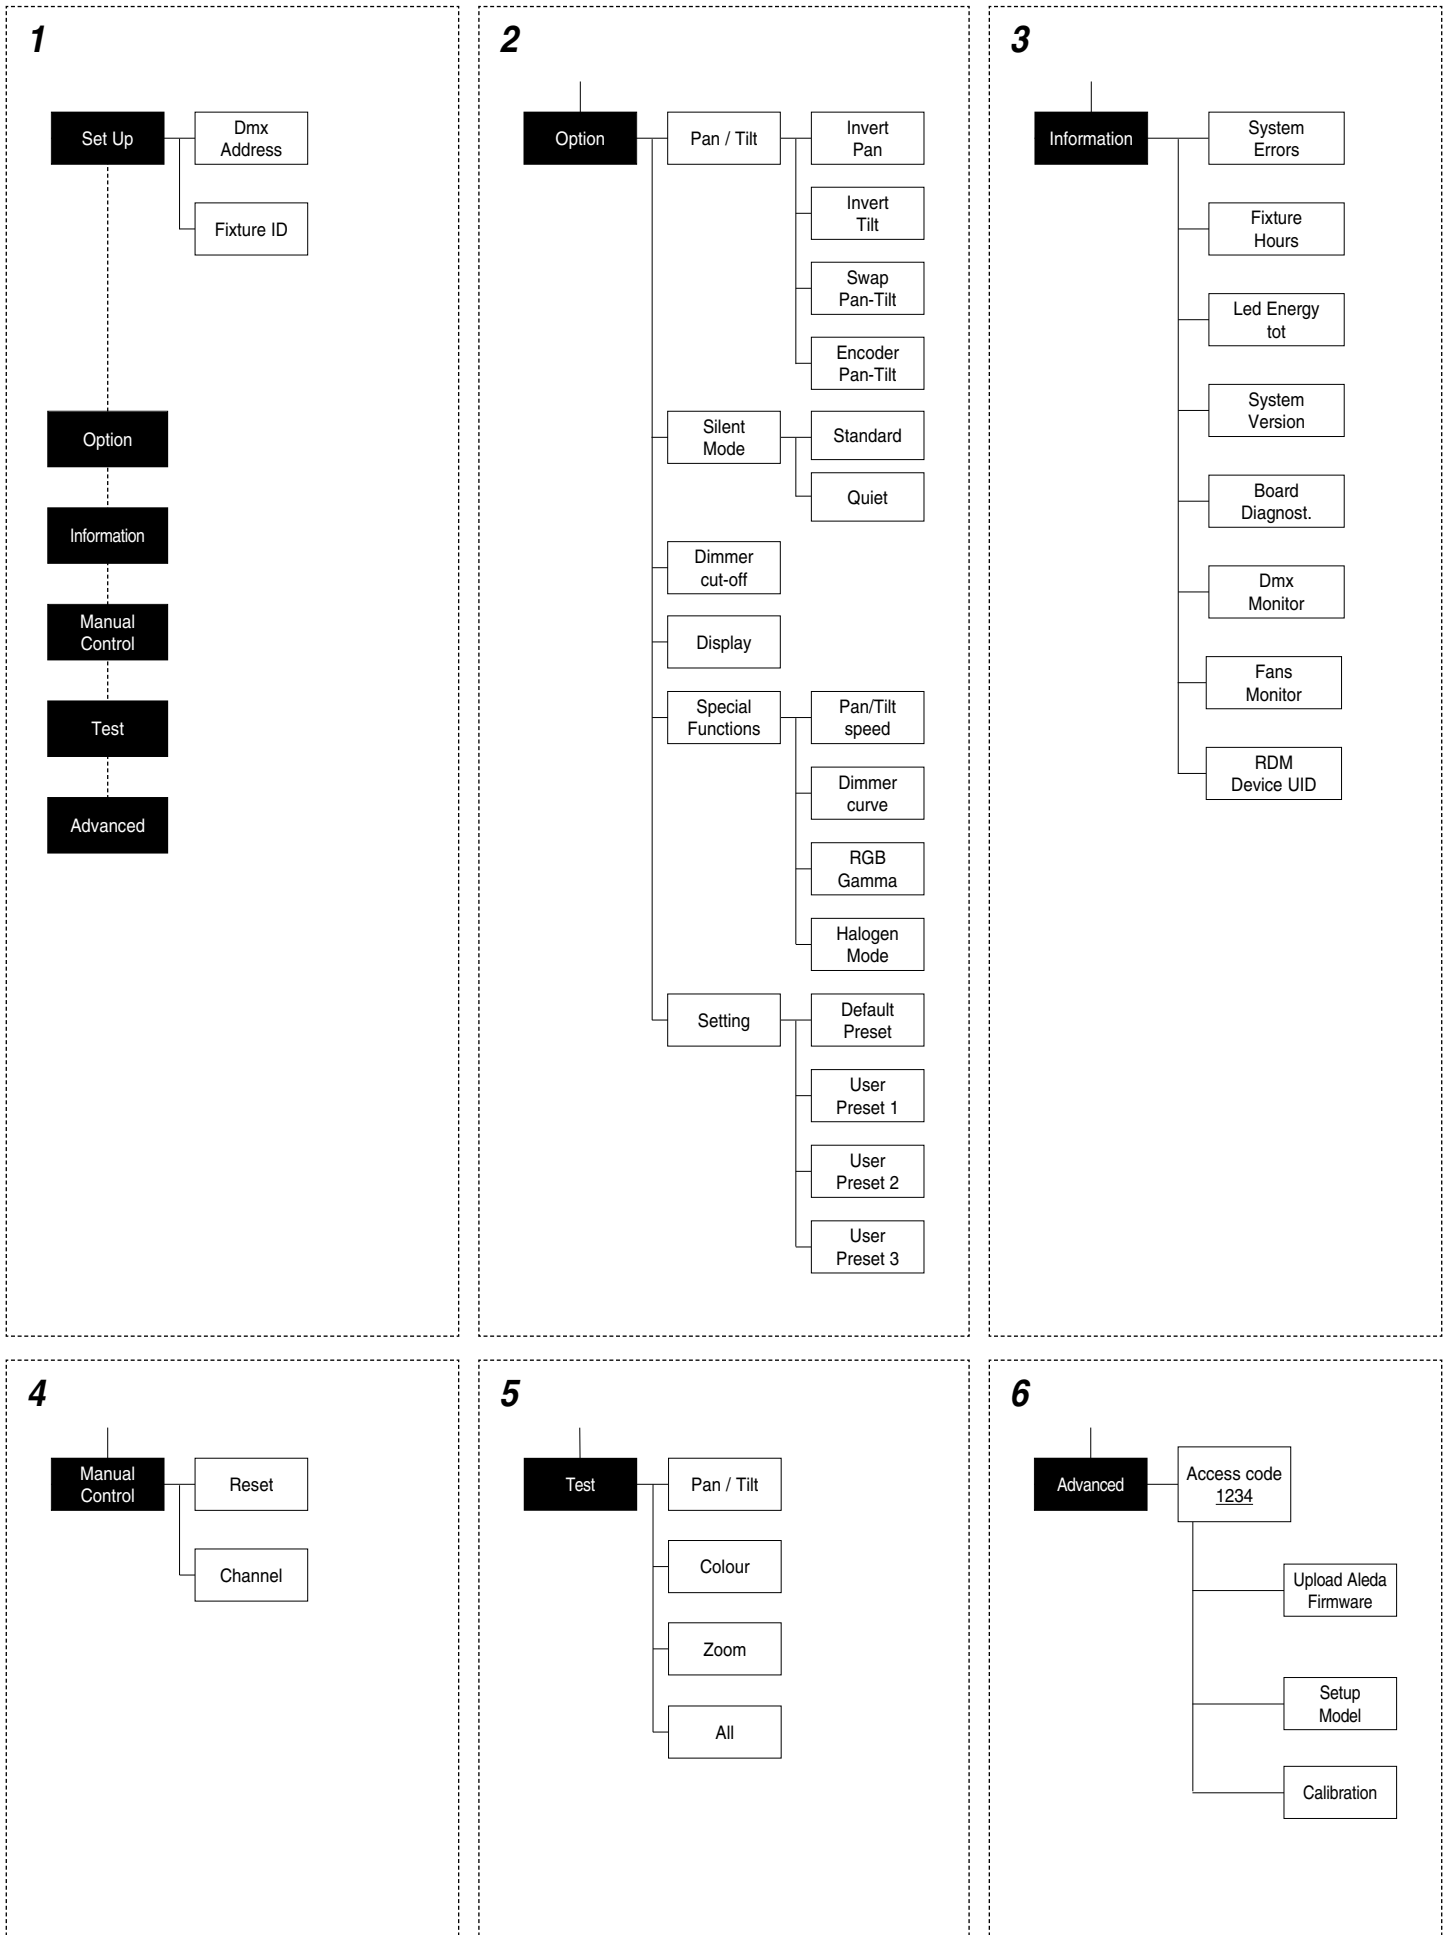 1
Set Up
Dmx
Address
Fixture ID
Option
Information
Manual
Control
Test
Advanced
2
Option
Pan / Tilt
Invert
Pan
Invert
Tilt
Swap
Pan-Tilt
Encoder
Pan-Tilt
Silent
Mode
Standard
Quiet
Dimmer
cut-off
Display
Special
Functions
Pan/Tilt
speed
Dimmer
curve
RGB
Gamma
Halogen
Mode
Setting
Default
Preset
User
Preset 1
User
Preset 2
User
Preset 3
3
Information
System
Errors
Fixture
Hours
Led Energy
tot
System
Version
Board
Diagnost.
Dmx
Monitor
Fans
Monitor
RDM
Device UID
4
Manual
Control
Reset
Channel
5
Test
Pan / Tilt
Colour
Zoom
All
6
Advanced
Access code
1234
Upload Aleda
Firmware
Setup
Model
Calibration